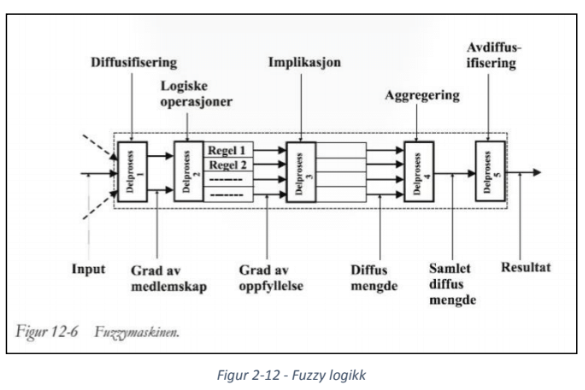 Diffusifisering
Logiske
operasjoner
Implikasjon
Aggregering
Avdiffus-
ifisering
Delprosess
1
Delprosess
2
Regel 1
Regel 2
Delprosess
3
Delprosess
4
Delprosess
5
Input
Grad av
medlemskap
Grad av
oppfyllelse
Diffus
mengde
Samlet
diffus
mengde
Resultat
Figur 12-6 Fuzzymaskinen.
Figur 2-12 - Fuzzy logikk